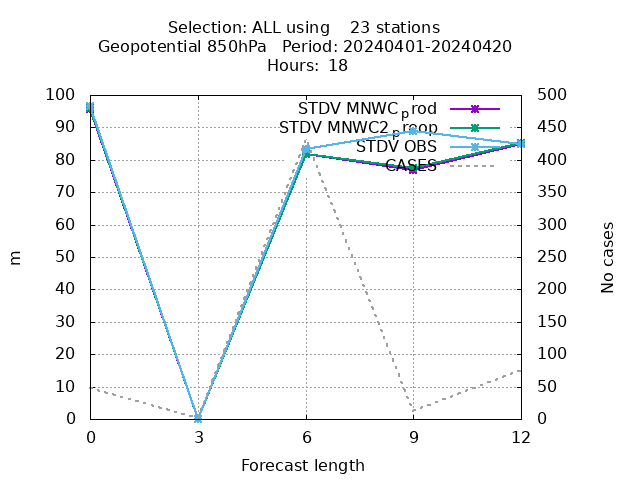 Selection: ALL using 23 stations
Geopotential 850hPa Period: 20240401-20240420
Hours: 18
STDV MNWC_prod
STDV MNWC2_preop
STDV OBS
CASES
100
90
80
70
60
50
40
30
20
10
0
m
500
450
400
350
300
250
200
150
100
50
0
No cases
0 3 6 9 12
Forecast length